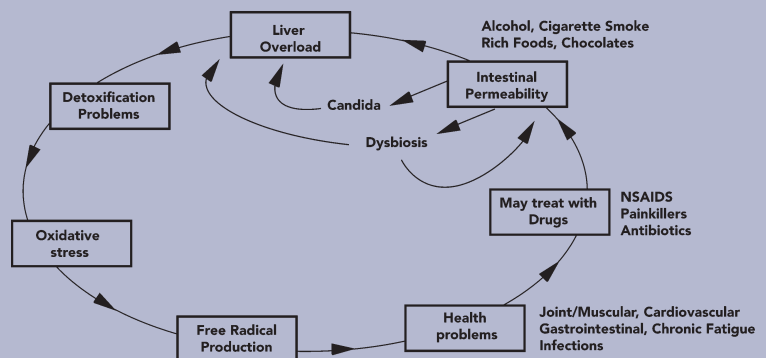 Liver
Overload
Alcohol, Cigarette Smoke
Rich Foods, Chocolates
Intestinal
Permeability
Detoxification
Problems
Candida
Dysbiosis
May treat with
Drugs
NSAIDS
Painkillers
Antibiotics
Oxidative
stress
Free Radical
Production
Health
problems
Joint/Muscular, Cardiovascular
Gastrointestinal, Chronic Fatigue
Infections